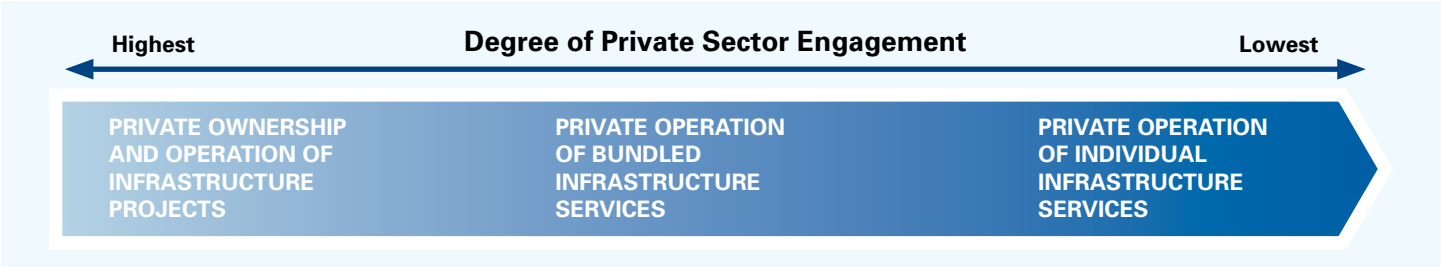 Highest
Degree of Private Sector Engagement
Lowest
PRIVATE OWNERSHIP
AND OPERATION OF
INFRASTRUCTURE
PROJECTS
PRIVATE OPERATION
OF BUNDLED
INFRASTRUCTURE
SERVICES
PRIVATE OPERATION
OF INDIVIDUAL
INFRASTRUCTURE
SERVICES